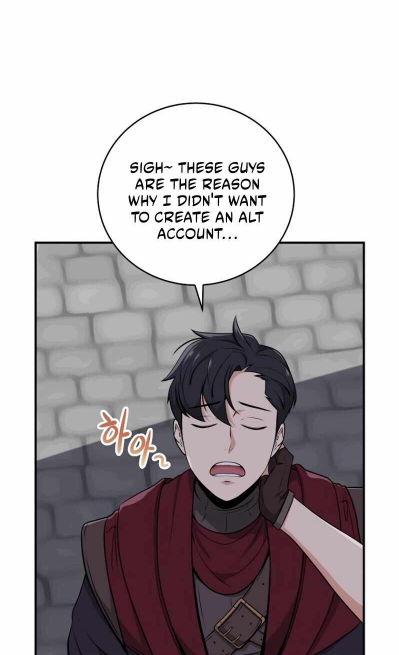 SIGH~ THESE GUYS
ARE THE REASON
WHY I DIDN'T WANT
TO CREATE AN ALT
ACCOUNT...
하아~